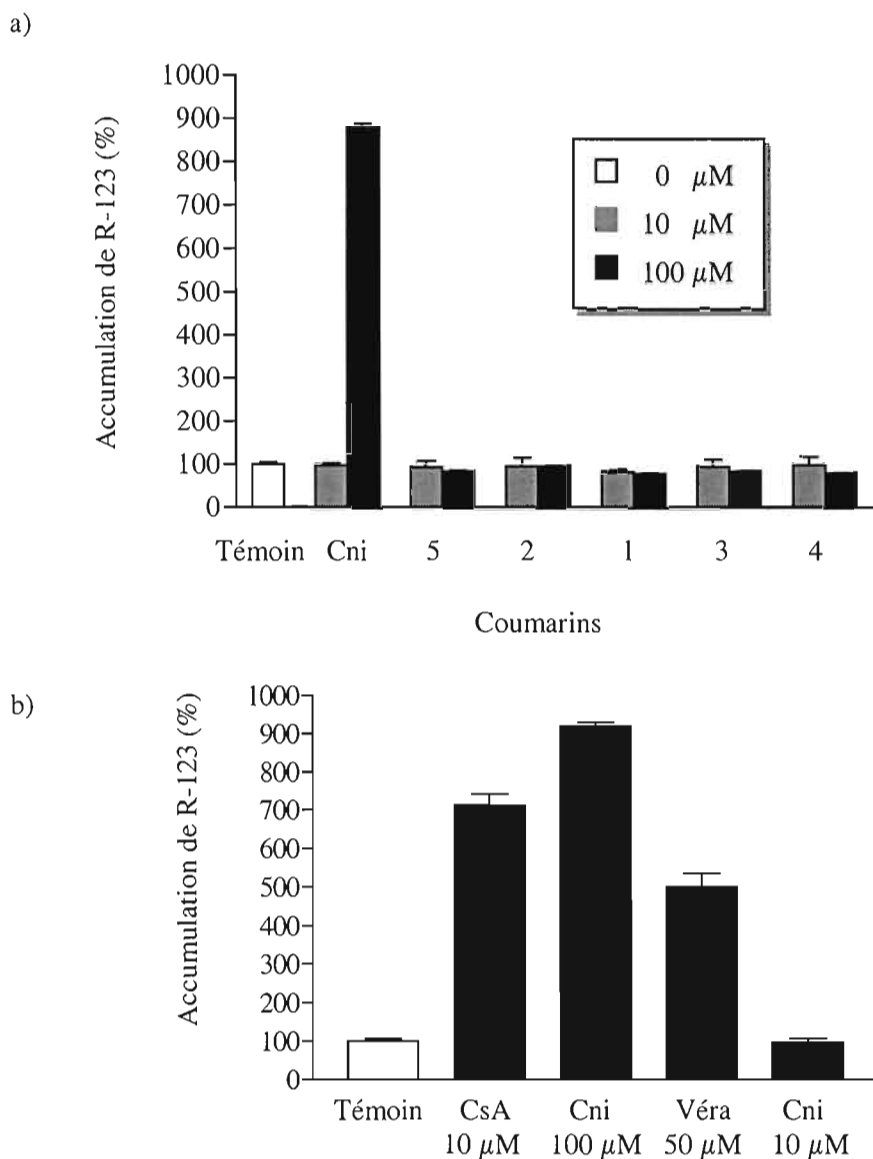 a)
1000
900
800
700
600
500
400
300
200
100
0
Accumulation de R-123 (%)
0 µM
10 µM
100 µM
Témoin Cni 5 2 1 3 4
Coumarins
b)
1000
900
800
700
600
500
400
300
200
100
0
Accumulation de R-123 (%)
Témoin CsA Cni Véra Cni
10 µM 100 µM 50 µM 10 µM